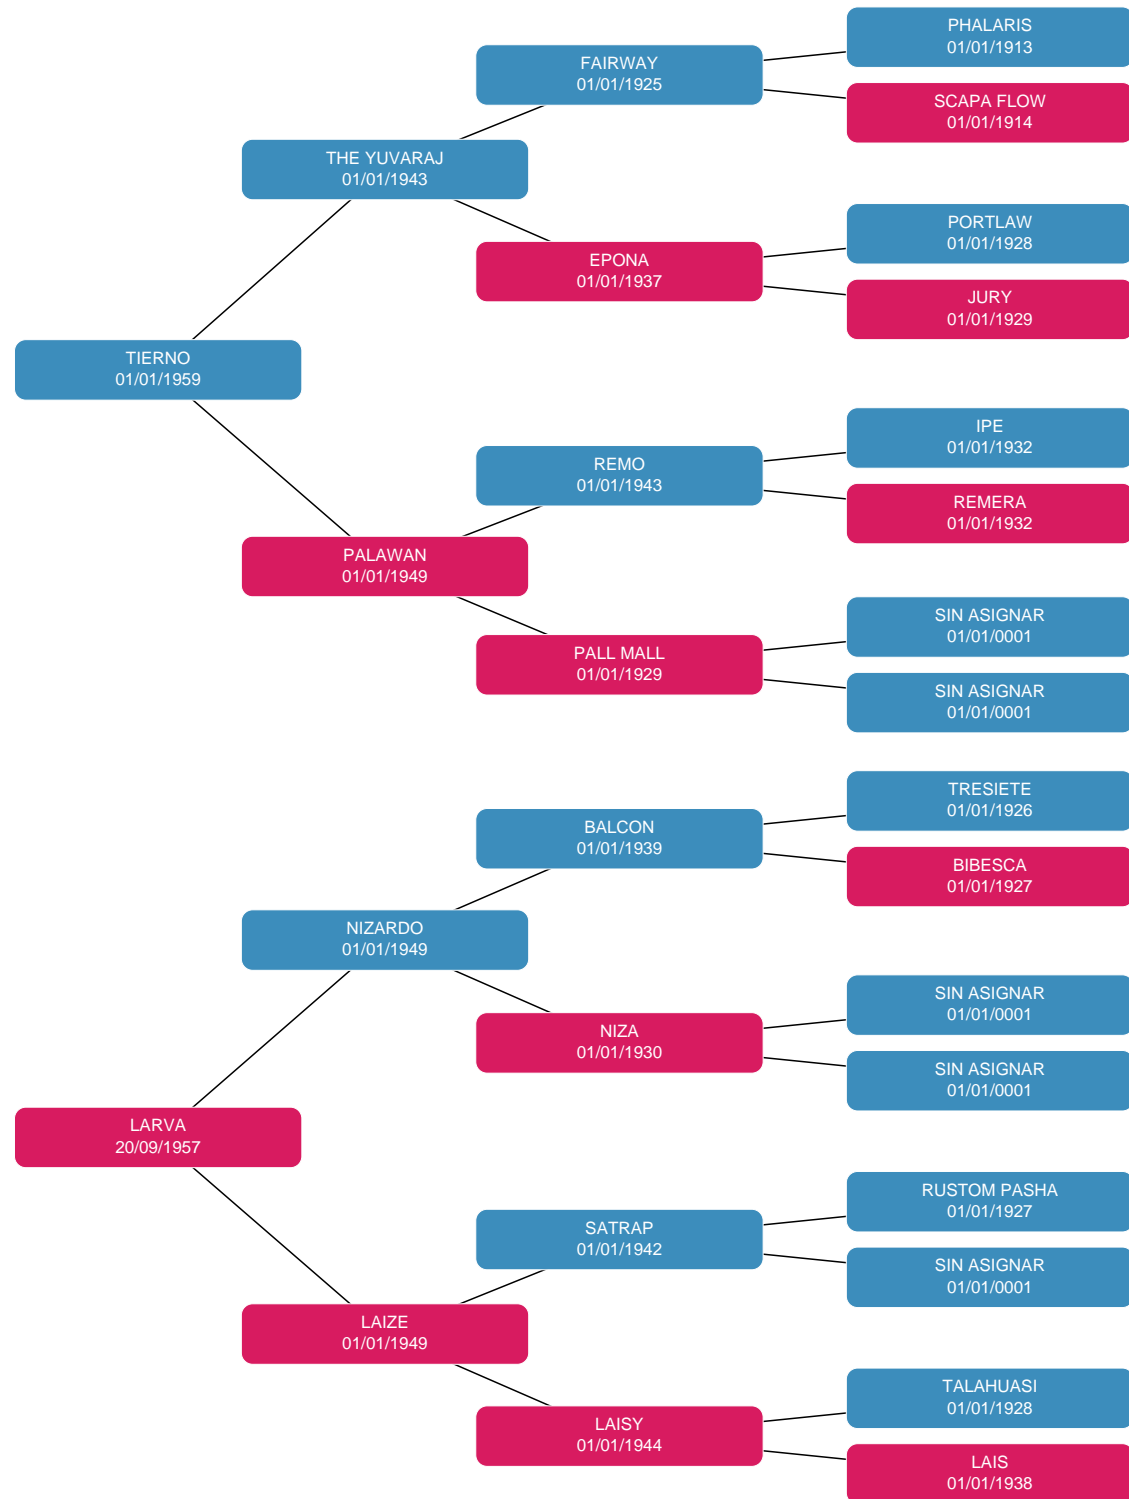 PHALARIS
01/01/1913
FAIRWAY
01/01/1925
SCAPA FLOW
01/01/1914
THE YUVARAJ
01/01/1943
PORTLAW
01/01/1928
EPONA
01/01/1937
JURY
01/01/1929
TIERNO
01/01/1959
IPE
01/01/1932
REMO
01/01/1943
REMERA
01/01/1932
PALAWAN
01/01/1949
SIN ASIGNAR
01/01/0001
PALL MALL
01/01/1929
SIN ASIGNAR
01/01/0001
TRESIETE
01/01/1926
BALCON
01/01/1939
BIBESCA
01/01/1927
NIZARDO
01/01/1949
SIN ASIGNAR
01/01/0001
NIZA
01/01/1930
SIN ASIGNAR
01/01/0001
LARVA
20/09/1957
RUSTOM PASHA
01/01/1927
SATRAP
01/01/1942
SIN ASIGNAR
01/01/0001
LAIZE
01/01/1949
TALAHUASI
01/01/1928
LAISY
01/01/1944
LAIS
01/01/1938